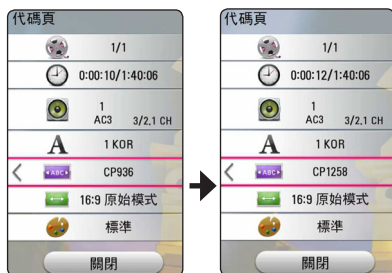 代碼頁
1/1
0:00:10/1:40:06
1
AC3 3/2.1 CH
A 1 KOR
ABC CP936
16:9 原始模式
標準
關閉
代碼頁
1/1
0:00:12/1:40:06
1
AC3 3/2.1 CH
A 1 KOR
ABC CP1258
16:9 原始模式
標準
關閉